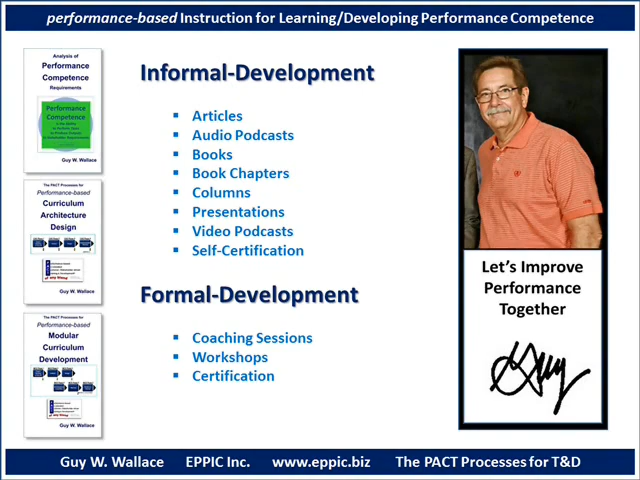 performance-based Instruction for Learning/Developing Performance Competence
Analysis of
Performance
Competence
Requirements
Performance
Competence
Guy W. Wallace
The PACT Processes for
Performance-based
Curriculum
Architecture
Design
Guy W. Wallace
The PACT Processes for
Performance-based
Modular
Curriculum
Development
Guy W. Wallace
Informal-Development
▪ Articles
▪ Audio Podcasts
▪ Books
▪ Book Chapters
▪ Columns
▪ Presentations
▪ Video Podcasts
▪ Self-Certification
Formal-Development
▪ Coaching Sessions
▪ Workshops
▪ Certification
Let's Improve
Performance
Together
Guy
Guy W. Wallace EPPIC Inc. www.eppic.biz The PACT Processes for T&D